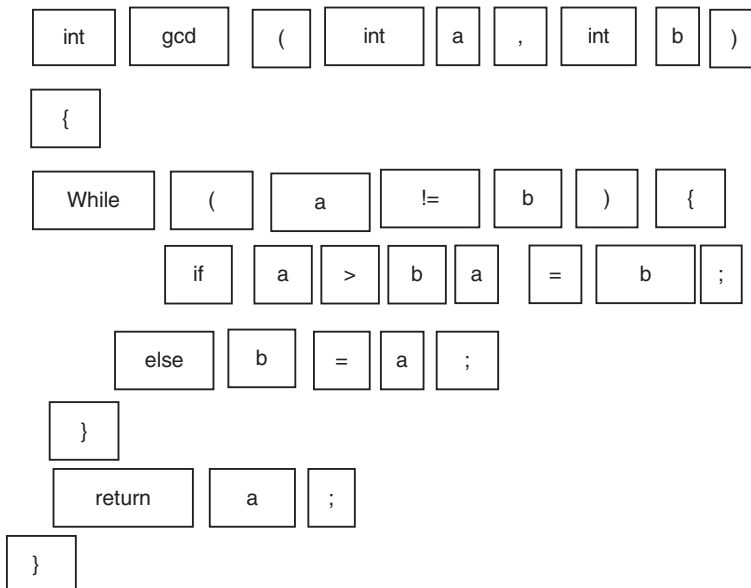 int gcd ( int a , int b )
{
While ( a != b ) {
if a > b a = b ;
else b = a ;
}
return a ;
}